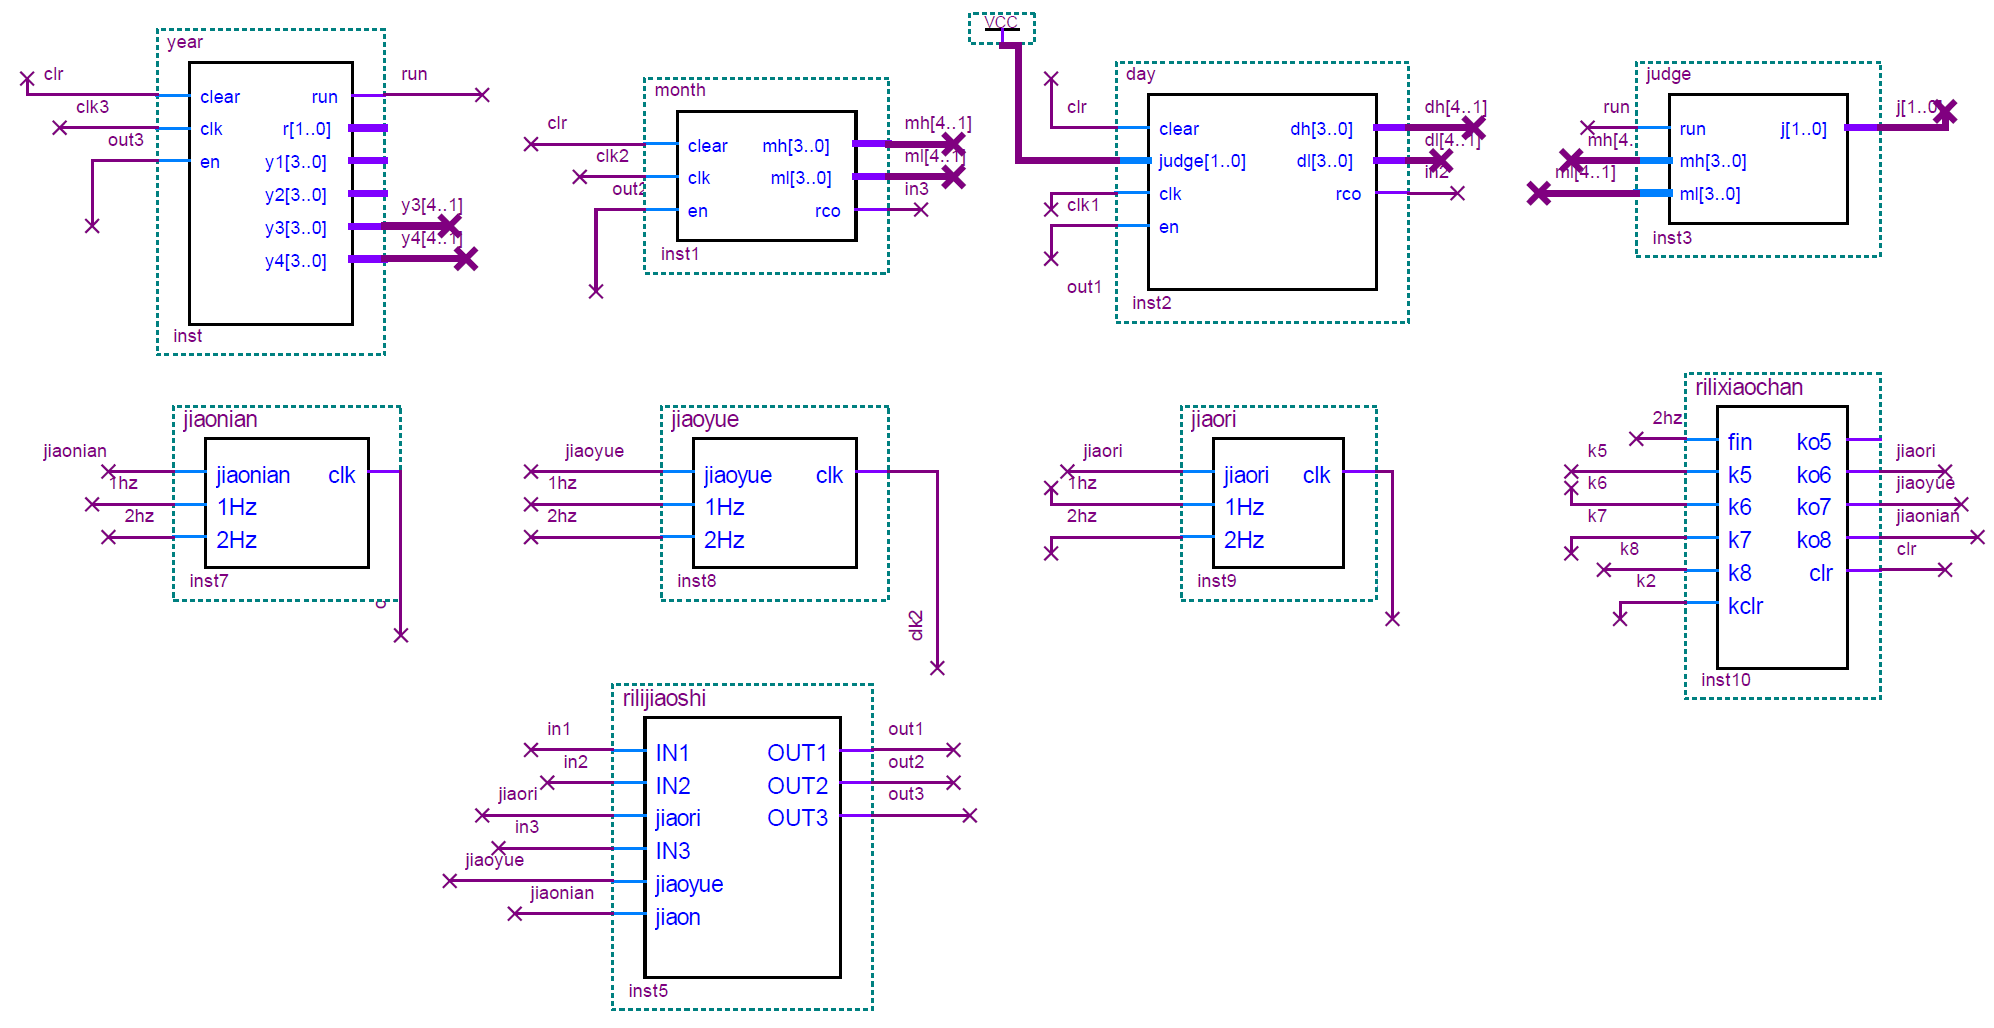 year
clr
clk3
out3
clear
clk
en
run
r[1..0]
y1[3..0]
y2[3..0]
y3[3..0]
y4[3..0]
run
y3[4..1]
y4[4..1]
inst
month
clr
clk2
out2
clear
clk
en
mh[3..0]
ml[3..0]
rco
mh[4..1]
ml[4..1]
in3
inst1
VCC
day
clr
clk1
out1
clear
judge[1..0]
clk
en
dh[3..0]
dl[3..0]
rco
dh[4..1]
dl[4..1]
in2
inst2
judge
run
mh[4..
ml[4..1]
run
mh[3..0]
ml[3..0]
j[1..0]
j[1..0]
inst3
jiaonian
jiaonian
1hz
2hz
jiaonian
1Hz
2Hz
clk
inst7
jiaoyue
jiaoyue
1hz
2hz
jiaoyue
1Hz
2Hz
clk
inst8
clk2
jiaori
jiaori
1hz
2hz
jiaori
1Hz
2Hz
clk
inst9
rilixiaochan
2hz
k5
k6
k7
k8
k2
fin
k5
k6
k7
k8
kclr
ko5
ko6
ko7
ko8
clr
jiaori
jiaoyue
jiaonian
clr
inst10
rilijiaoshi
in1
in2
jiaori
in3
jiaoyue
jiaonian
IN1
IN2
jiaori
IN3
jiaoyue
jiaon
OUT1
OUT2
OUT3
out1
out2
out3
inst5